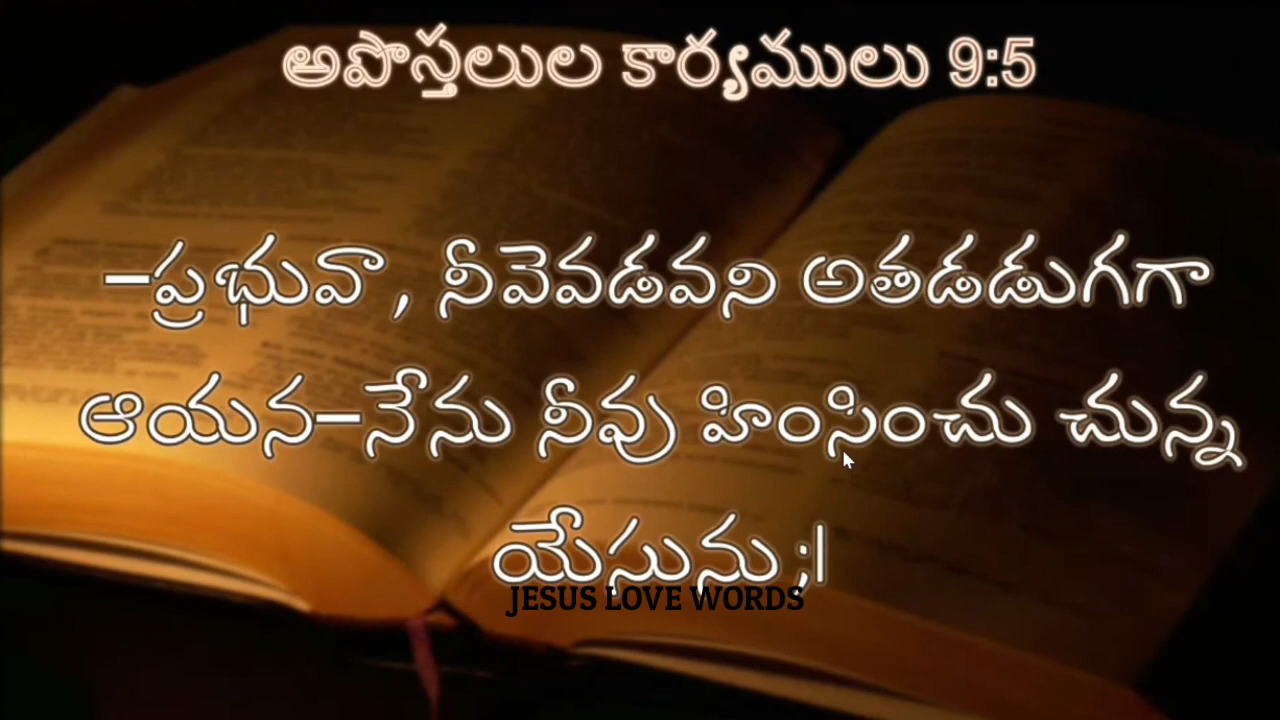 అపొస్తలుల కార్యములు 9:5
–ప్రభువా , నీవెవడవని అతడడుగగా
ఆయన–నేను నీవు హింసించు చున్న
యేసును ;|
JESUS LOVE WORDS